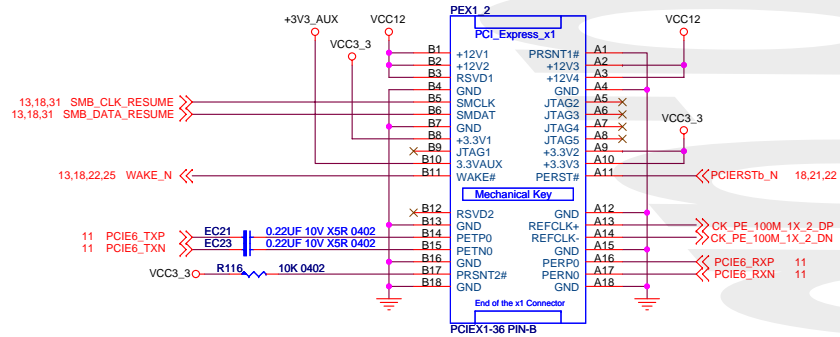 PEX1_2
+3V3_AUX
VCC12
PCI_Express_x1
VCC12
VCC3_3
B1 +12V1 PRSNT1# A1
B2 +12V2 +12V3 A2
B3 RSVD1 +12V4 A3
B4 GND GND A4
13,18,31 SMB_CLK_RESUME B5 SMCLK JTAG2 A5
13,18,31 SMB_DATA_RESUME B6 SMDAT JTAG3 A6
B7 GND JTAG4 A7
B8 +3.3V1 JTAG5 A8
VCC3_3
B9 JTAG1 +3.3V2 A9
B10 3.3VAUX +3.3V3 A10
13,18,22,25 WAKE_N B11 WAKE# PERST# A11 PCIERSTb_N 18,21,22
Mechanical Key
B12 RSVD2 GND A12
B13 GND REFCLK+ A13 CK_PE_100M_1X_2_DP
11 PCIE6_TXP EC21 0.22UF 10V X5R 0402 B14 PETP0 REFCLK- A14 CK_PE_100M_1X_2_DN
11 PCIE6_TXN EC23 0.22UF 10V X5R 0402 B15 PETN0 GND A15
B16 GND PERP0 A16 PCIE6_RXP 11
VCC3_3 R116 10K 0402 B17 PRSNT2# PERN0 A17 PCIE6_RXN 11
B18 GND GND A18
End of the x1 Connector
PCIEX1-36 PIN-B